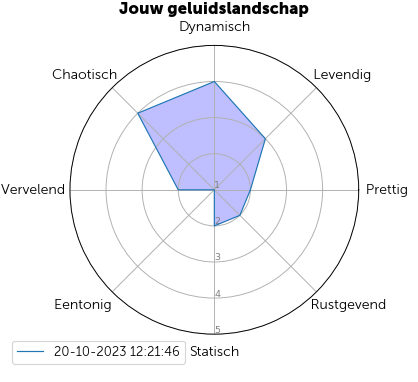 Jouw geluidslandschap
Dynamisch
Chaotisch
Levendig
Vervelend
1
Prettig
2
3
4
Eentonig
Rustgevend
5
20-10-2023 12:21:46
Statisch